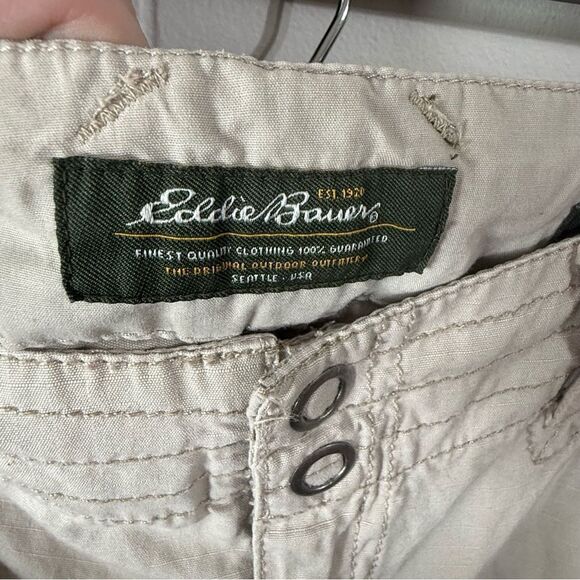 EST. 1920
Eddie Bauer
FINEST QUALITY CLOTHING 100% GUARANTEED
THE ORIGINAL OUTDOOR OUTFITTER
SEATTLE · USA